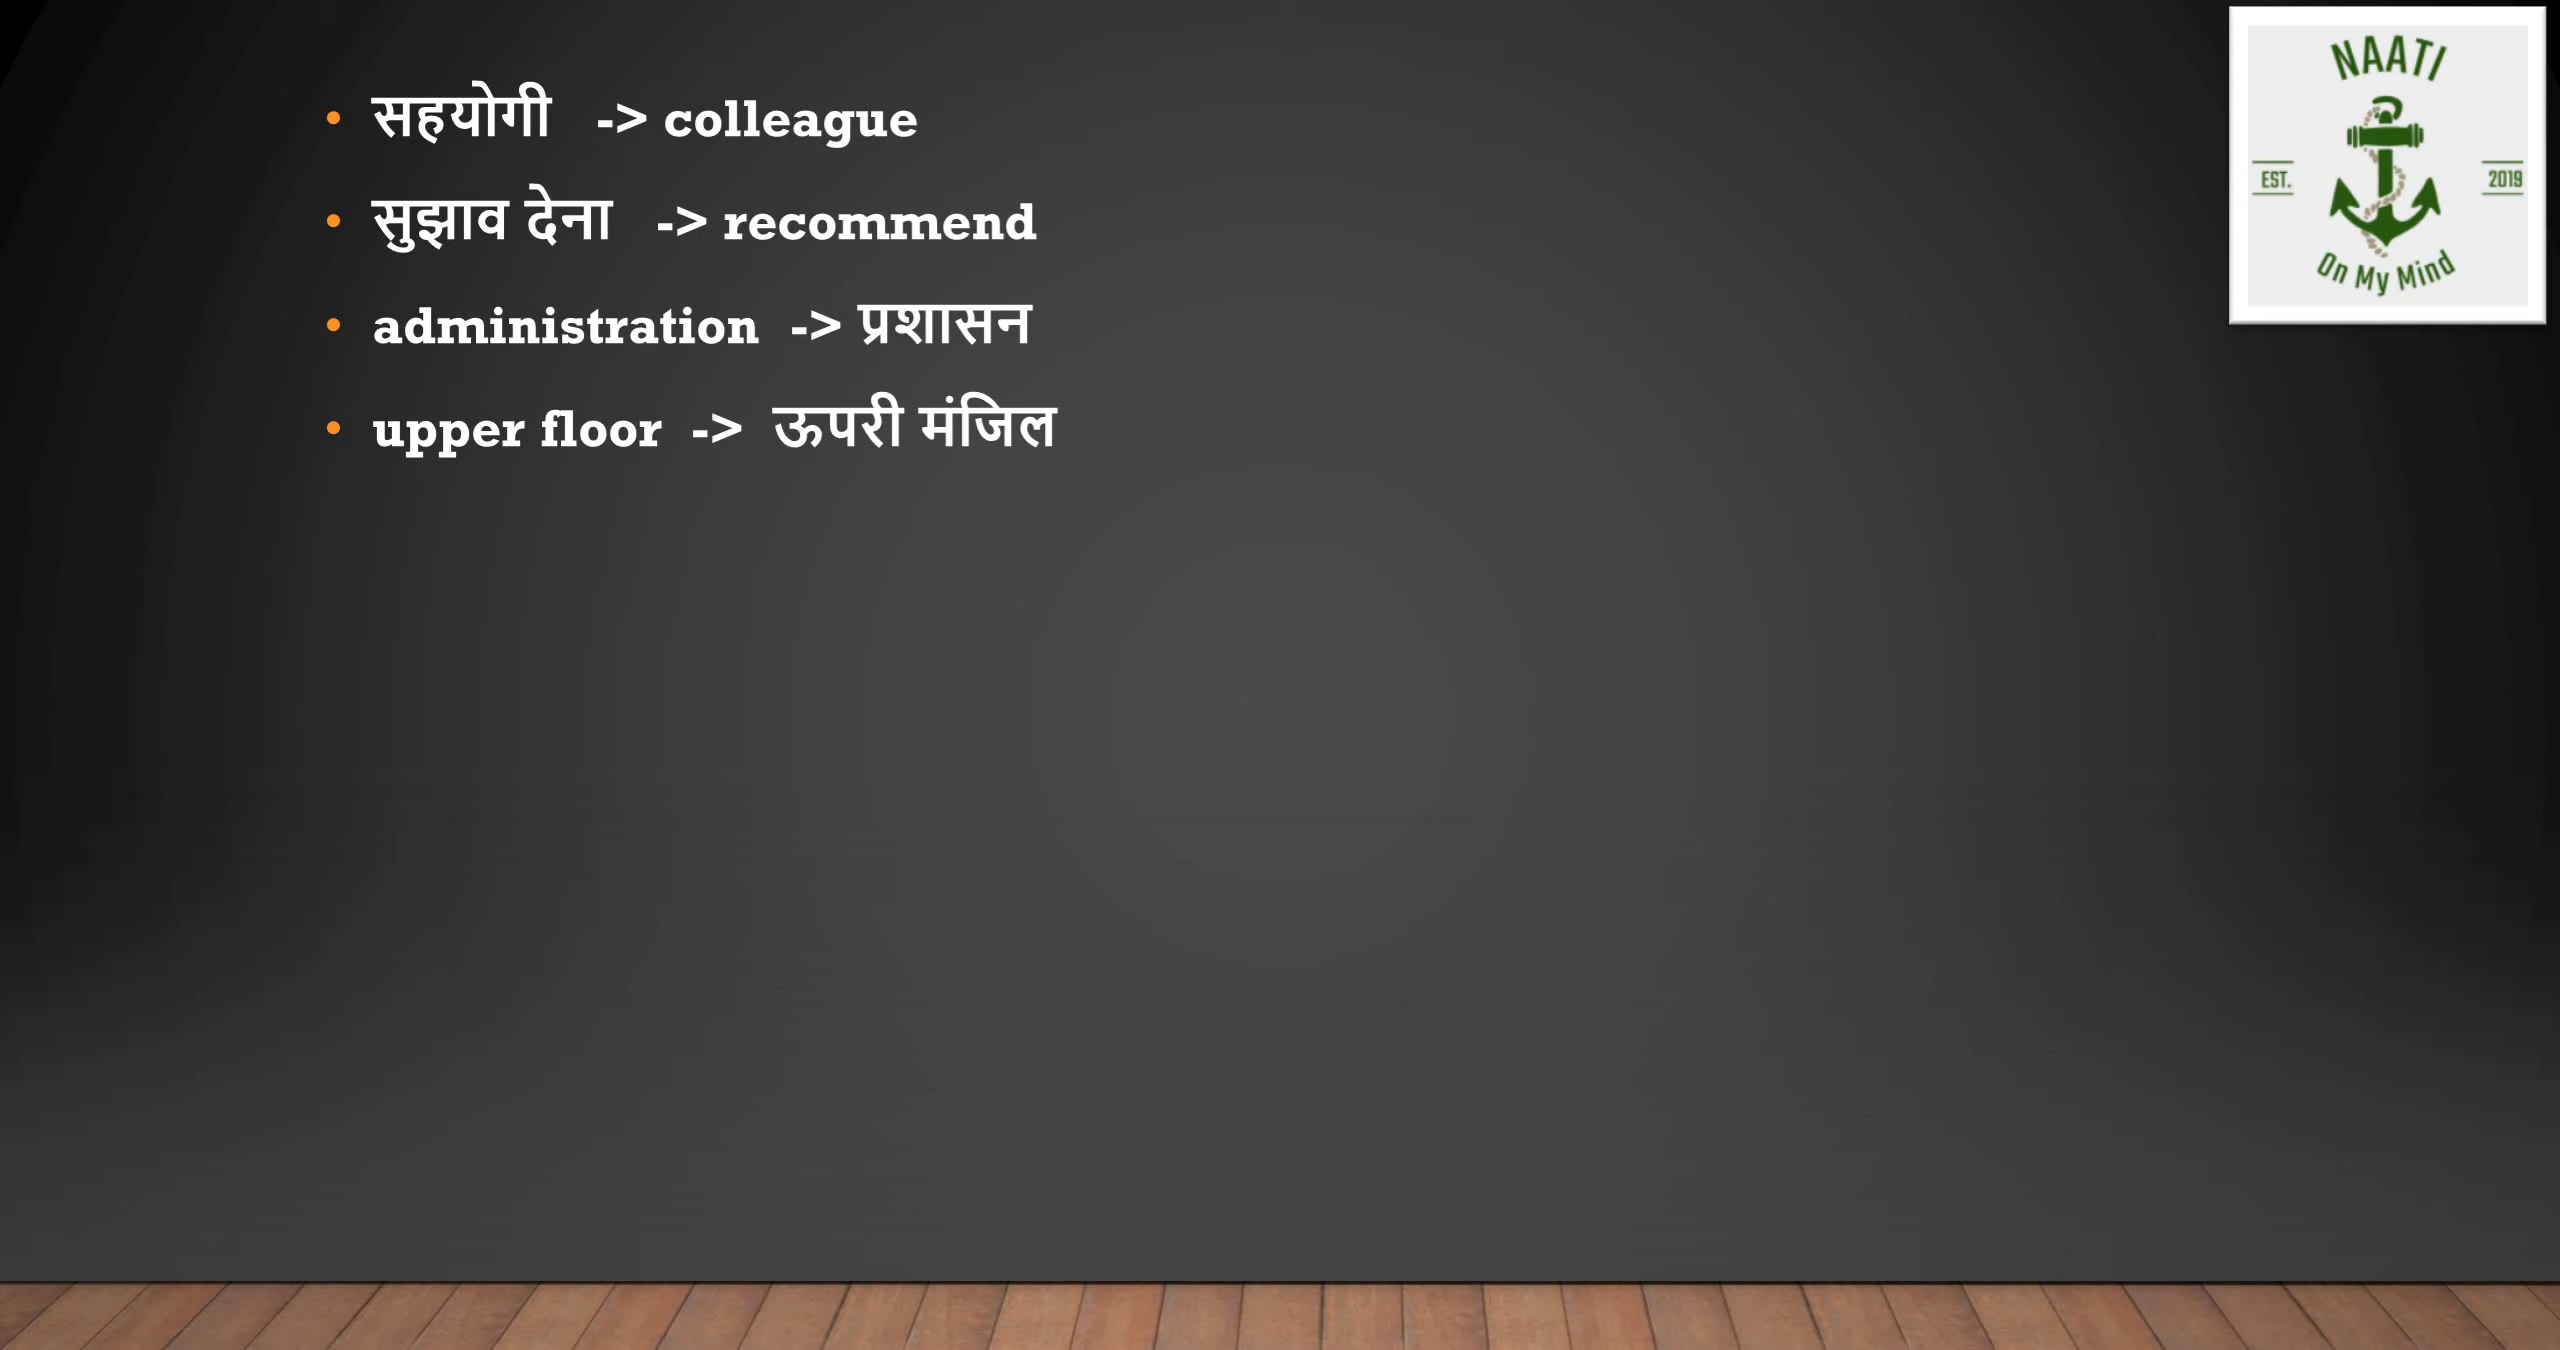 सहयोगी -> colleague
सुझाव देना -> recommend
administration -> प्रशासन
upper floor -> ऊपरी मंजिल
NAATI
EST. 2019
On My Mind